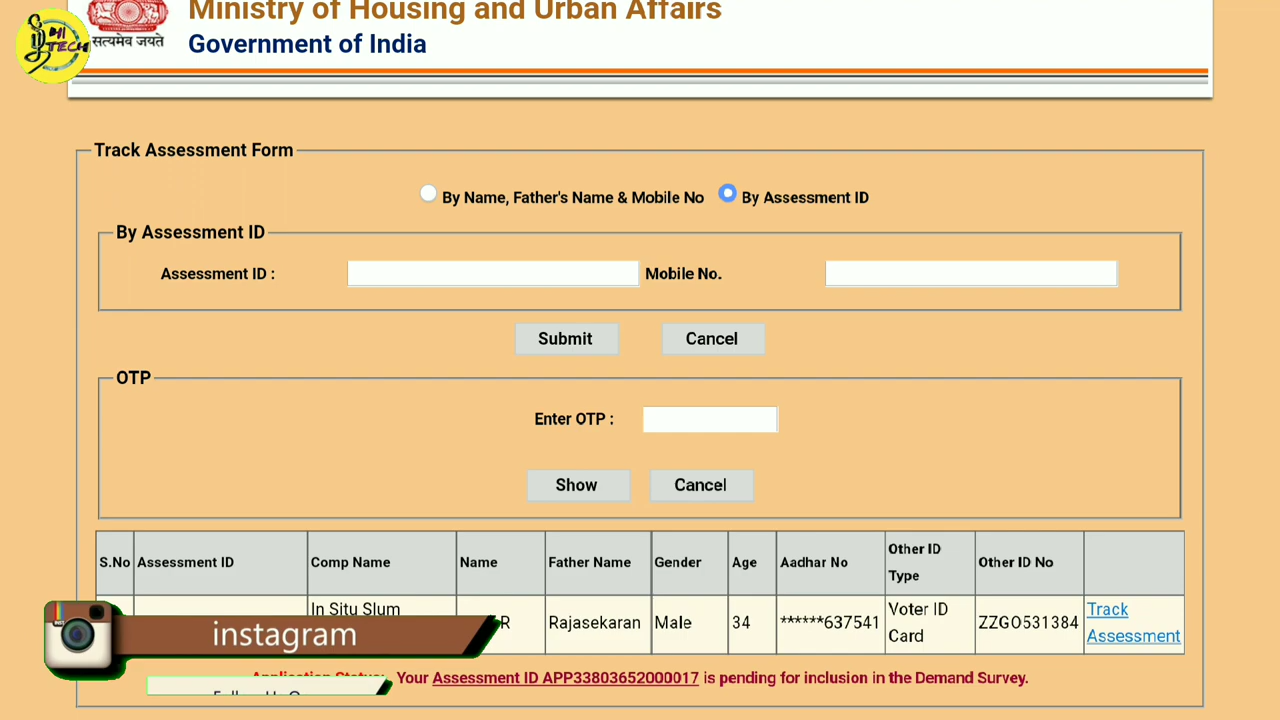 Ministry of Housing and Urban Affairs
सत्यमेव जयते
Government of India
TECH
Track Assessment Form
By Name, Father's Name & Mobile No By Assessment ID
By Assessment ID
Assessment ID : Mobile No.
Submit Cancel
OTP
Enter OTP :
Show Cancel
S.No Assessment ID Comp Name Name Father Name Gender Age Aadhar No Other ID Type Other ID No
In Situ Slum R Rajasekaran Male 34 ******637541 Voter ID Card ZZGO531384 Track Assessment
instagram
Application Status: Your Assessment ID APP33803652000017 is pending for inclusion in the Demand Survey.